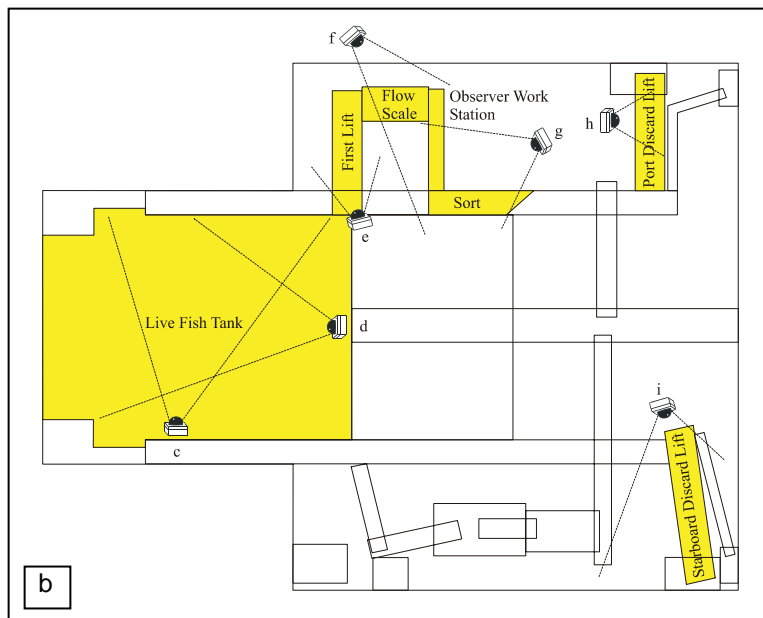 f
Flow
Scale
Observer Work
Station
First Lift
g
h
Port Discard Lift
Sort
e
Live Fish Tank
d
i
c
Starboard Discard Lift
b